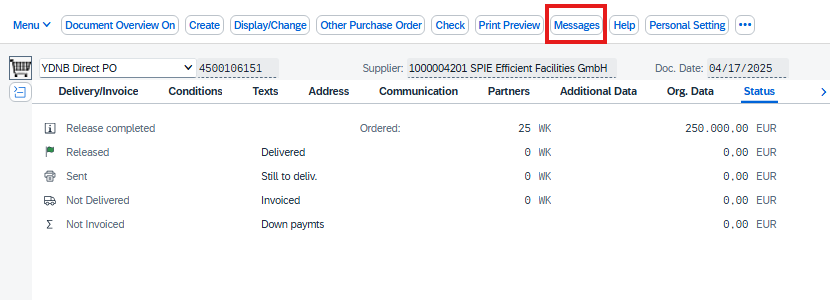 Menu Document Overview On Create Display/Change Other Purchase Order Check Print Preview Messages Help Personal Setting
YDNB Direct PO 4500106151 Supplier: 1000004201 SPIE Efficient Facilities GmbH Doc. Date: 04/17/2025
Delivery/Invoice Conditions Texts Address Communication Partners Additional Data Org. Data Status
Release completed Ordered: 25 WK 250.000,00 EUR
Released Delivered 0 WK 0,00 EUR
Sent Still to deliv. 0 WK 0,00 EUR
Not Delivered Invoiced 0 WK 0,00 EUR
Σ Not Invoiced Down paymts 0,00 EUR